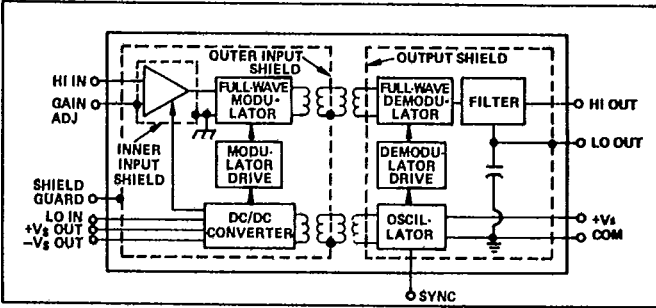 OUTER INPUT
SHIELD
OUTPUT SHIELD
HI IN
GAIN
ADJ
FULL-WAVE
MODU-
LATOR
FULL-WAVE
DEMODU-
LATOR
FILTER
HI OUT
LO OUT
INNER
INPUT
SHIELD
MODU-
LATOR
DRIVE
DEMODU-
LATOR
DRIVE
SHIELD
GUARD
LO IN
+VS OUT
−VS OUT
DC/DC
CONVERTER
OSCIL-
LATOR
+VS
COM
SYNC